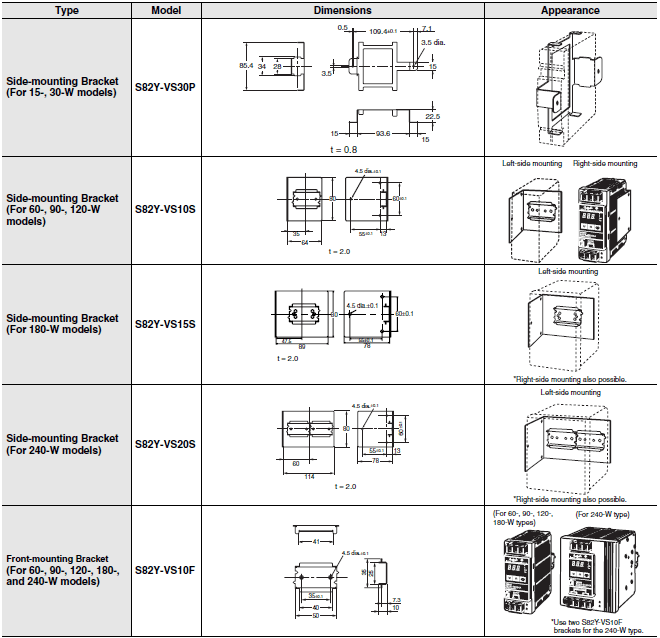 Type Model Dimensions Appearance
Side-mounting Bracket
(For 15-, 30-W models)
S82Y-VS30P
0.5
109.4±0.1
7.1
3.5 dia.
85.4
34
28
3.5
15
22.5
15
93.6
15
t = 0.8
Side-mounting Bracket
(For 60-, 90-, 120-W
models)
S82Y-VS10S
4.5 dia.±0.1
80
60±0.1
35
64
55±0.1
13
t = 2.0
Left-side mounting
Right-side mounting
Side-mounting Bracket
(For 180-W models)
S82Y-VS15S
4.5 dia.±0.1
60±0.1
47.5
89
78
t = 2.0
Left-side mounting
*Right-side mounting also possible.
Side-mounting Bracket
(For 240-W models)
S82Y-VS20S
4.5 dia.±0.1
80
60
114
55±0.1
13
78
t = 2.0
Left-side mounting
*Right-side mounting also possible.
Front-mounting Bracket
(For 60-, 90-, 120-, 180-,
and 240-W models)
S82Y-VS10F
41
4.5 dia.±0.1
35±0.1
40
50
35
25
7.3
10
(For 60-, 90-, 120-,
180-W types)
(For 240-W type)
*Use two S82Y-VS10F
brackets for the 240-W type.